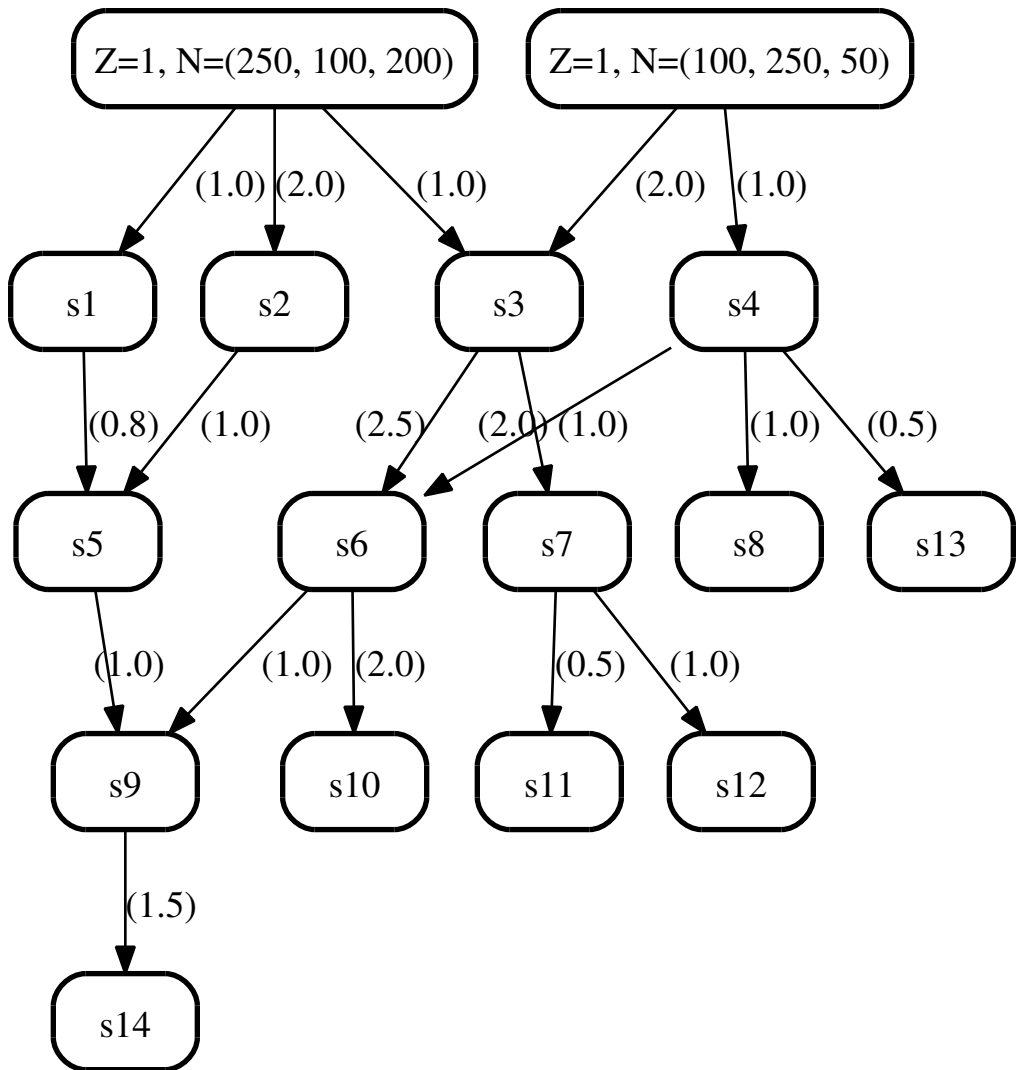 Z=1, N=(250, 100, 200)
Z=1, N=(100, 250, 50)
(1.0)
(2.0)
(1.0)
(2.0)
(1.0)
s1
s2
s3
s4
(0.8)
(1.0)
(2.5)
(2.0)
(1.0)
(1.0)
(0.5)
s5
s6
s7
s8
s13
(1.0)
(1.0)
(2.0)
(0.5)
(1.0)
s9
s10
s11
s12
(1.5)
s14